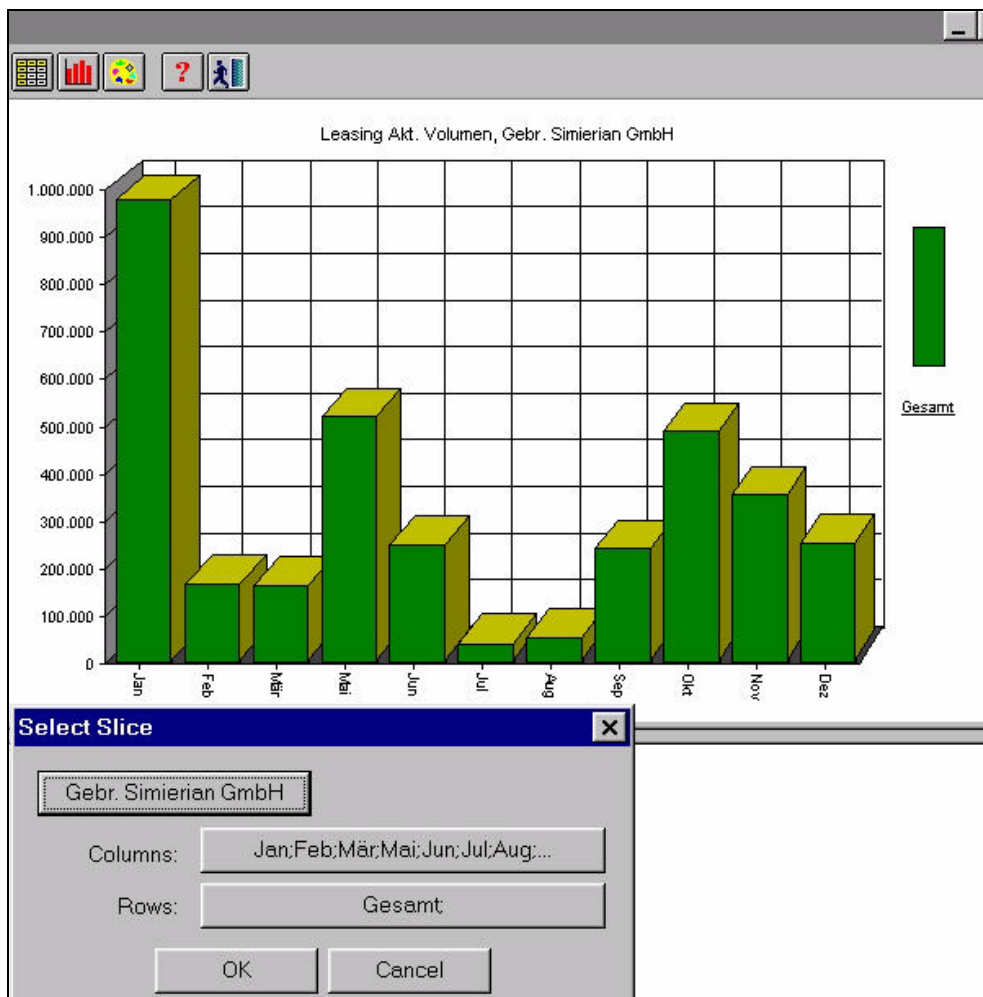 ?
Leasing Akt. Volumen, Gebr. Simierian GmbH
1.000.000
900.000
800.000
700.000
600.000
500.000
400.000
300.000
200.000
100.000
0
Jan
Feb
Mär
Mai
Jun
Jul
Aug
Sep
Okt
Nov
Dez
Gesamt
Select Slice
Gebr. Simierian GmbH
Columns: Jan;Feb;Mär;Mai;Jun;Jul;Aug;...
Rows: Gesamt;
OK Cancel